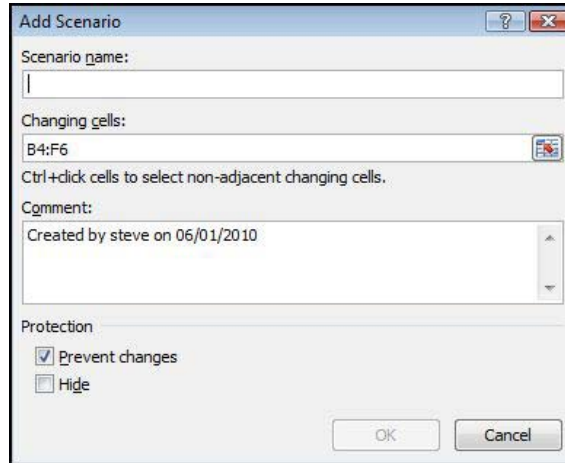 Add Scenario
Scenario name:
Changing cells:
B4:F6
Ctrl+click cells to select non-adjacent changing cells.
Comment:
Created by steve on 06/01/2010
Protection
Prevent changes
Hide
OK Cancel